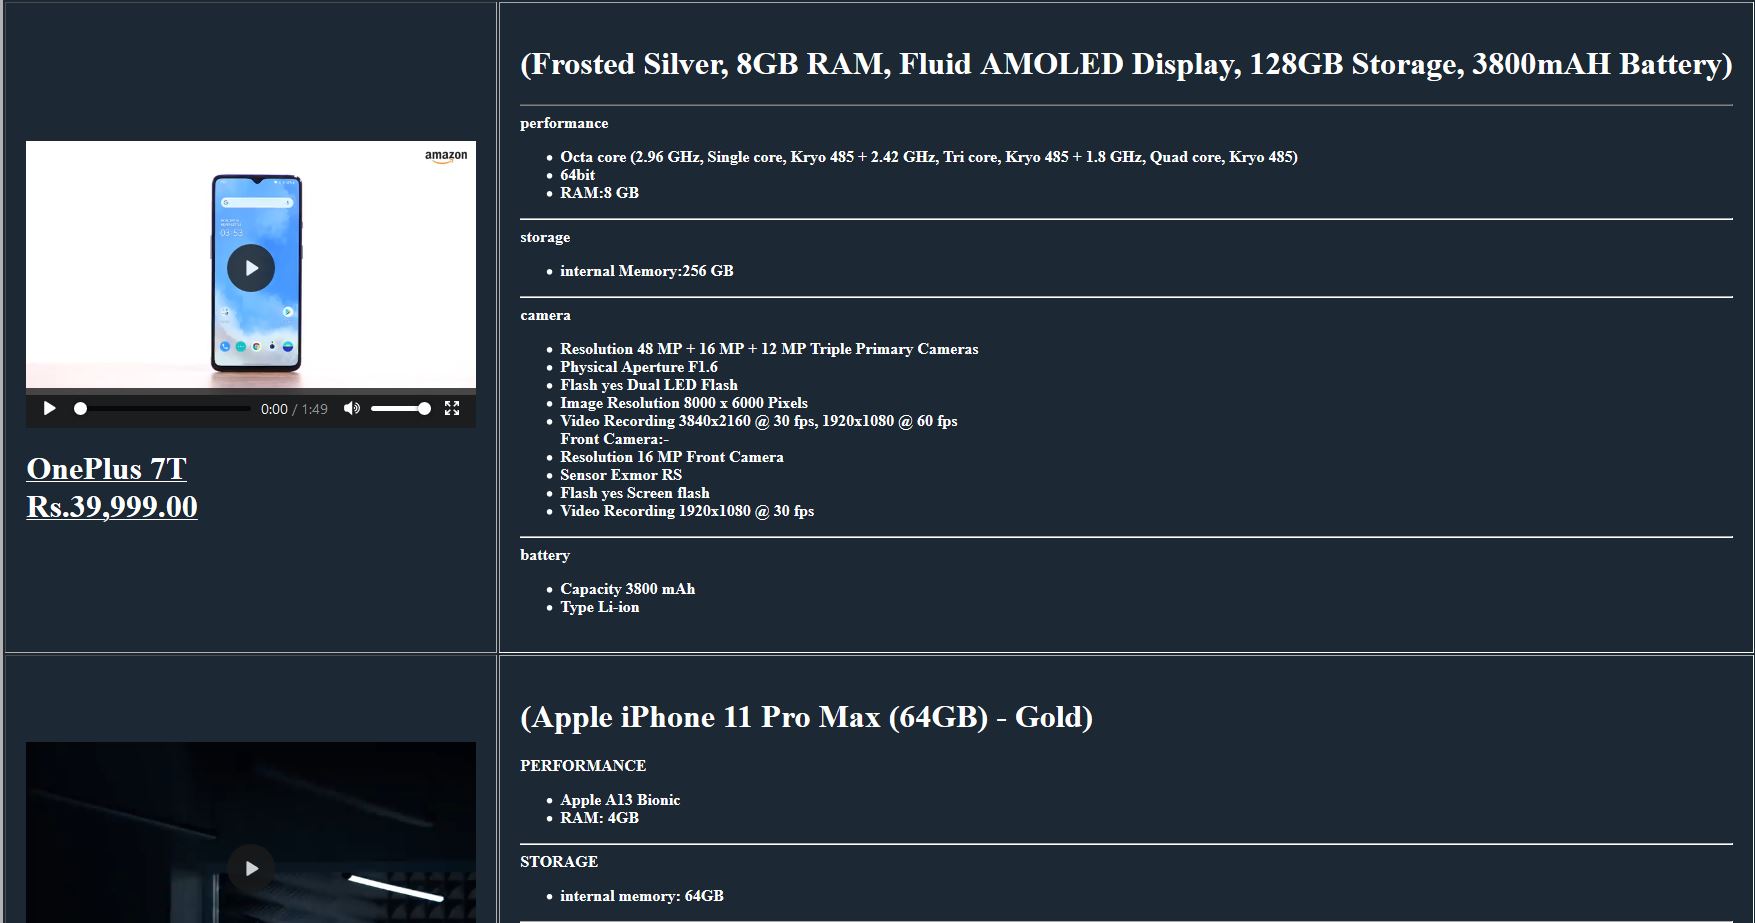 amazon
03:53
0:00 / 1:49
OnePlus 7T
Rs.39,999.00
(Frosted Silver, 8GB RAM, Fluid AMOLED Display, 128GB Storage, 3800mAH Battery)
performance
Octa core (2.96 GHz, Single core, Kryo 485 + 2.42 GHz, Tri core, Kryo 485 + 1.8 GHz, Quad core, Kryo 485)
64bit
RAM:8 GB
storage
internal Memory:256 GB
camera
Resolution 48 MP + 16 MP + 12 MP Triple Primary Cameras
Physical Aperture F1.6
Flash yes Dual LED Flash
Image Resolution 8000 x 6000 Pixels
Video Recording 3840x2160 @ 30 fps, 1920x1080 @ 60 fps
Front Camera:-
Resolution 16 MP Front Camera
Sensor Exmor RS
Flash yes Screen flash
Video Recording 1920x1080 @ 30 fps
battery
Capacity 3800 mAh
Type Li-ion
(Apple iPhone 11 Pro Max (64GB) - Gold)
PERFORMANCE
Apple A13 Bionic
RAM: 4GB
STORAGE
internal memory: 64GB